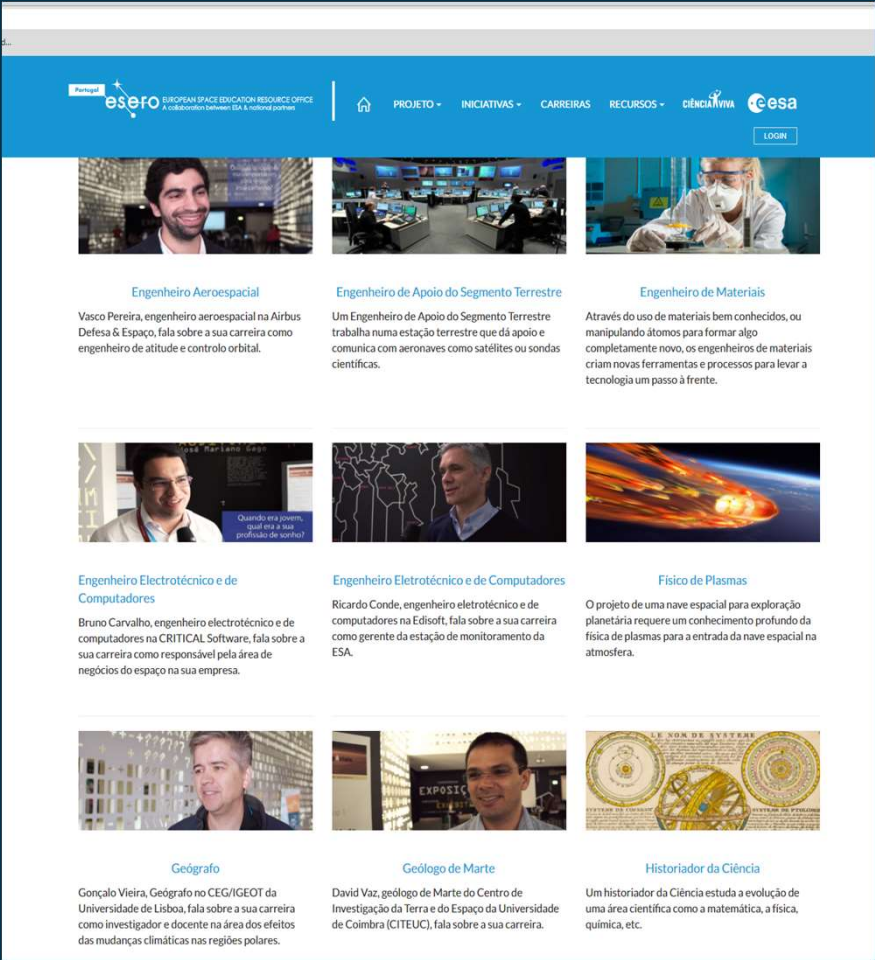 d...
Portugal
esero EUROPEAN SPACE EDUCATION RESOURCE OFFICE
A collaboration between ESA & national partners
PROJETO
INICIATIVAS
CARREIRAS
RECURSOS
CIÊNCIA VIVA
esa
LOGIN
Engenheiro Aeroespacial
Vasco Pereira, engenheiro aeroespacial na Airbus
Defesa & Espaço, fala sobre a sua carreira como
engenheiro de atitude e controlo orbital.
Engenheiro de Apoio do Segmento Terrestre
Um Engenheiro de Apoio do Segmento Terrestre
trabalha numa estação terrestre que dá apoio e
comunica com aeronaves como satélites ou sondas
científicas.
Engenheiro de Materiais
Através do uso de materiais bem conhecidos, ou
manipulando átomos para formar algo
completamente novo, os engenheiros de materiais
criam novas ferramentas e processos para levar a
tecnologia um passo à frente.
José Mariano Gago
Quando era jovem,
qual era a sua
profissão de sonho?
Engenheiro Electrotécnico e de
Computadores
Bruno Carvalho, engenheiro electrotécnico e de
computadores na CRITICAL Software, fala sobre a
sua carreira como responsável pela área de
negócios do espaço na sua empresa.
Engenheiro Eletrotécnico e de Computadores
Ricardo Conde, engenheiro eletrotécnico e de
computadores na Edisoft, fala sobre a sua carreira
como gerente da estação de monitoramento da
ESA.
Físico de Plasmas
O projeto de uma nave espacial para exploração
planetária requere um conhecimento profundo da
física de plasmas para a entrada da nave espacial na
atmosfera.
EXPOSIÇ
LE NOM DE SYSTEME
Geógrafo
Gonçalo Vieira, Geógrafo no CEG/IGEOT da
Universidade de Lisboa, fala sobre a sua carreira
como investigador e docente na área dos efeitos
das mudanças climáticas nas regiões polares.
Geólogo de Marte
David Vaz, geólogo de Marte do Centro de
Investigação da Terra e do Espaço da Universidade
de Coimbra (CITEUC), fala sobre a sua carreira.
Historiador da Ciência
Um historiador da Ciência estuda a evolução de
uma área científica como a matemática, a física,
química, etc.